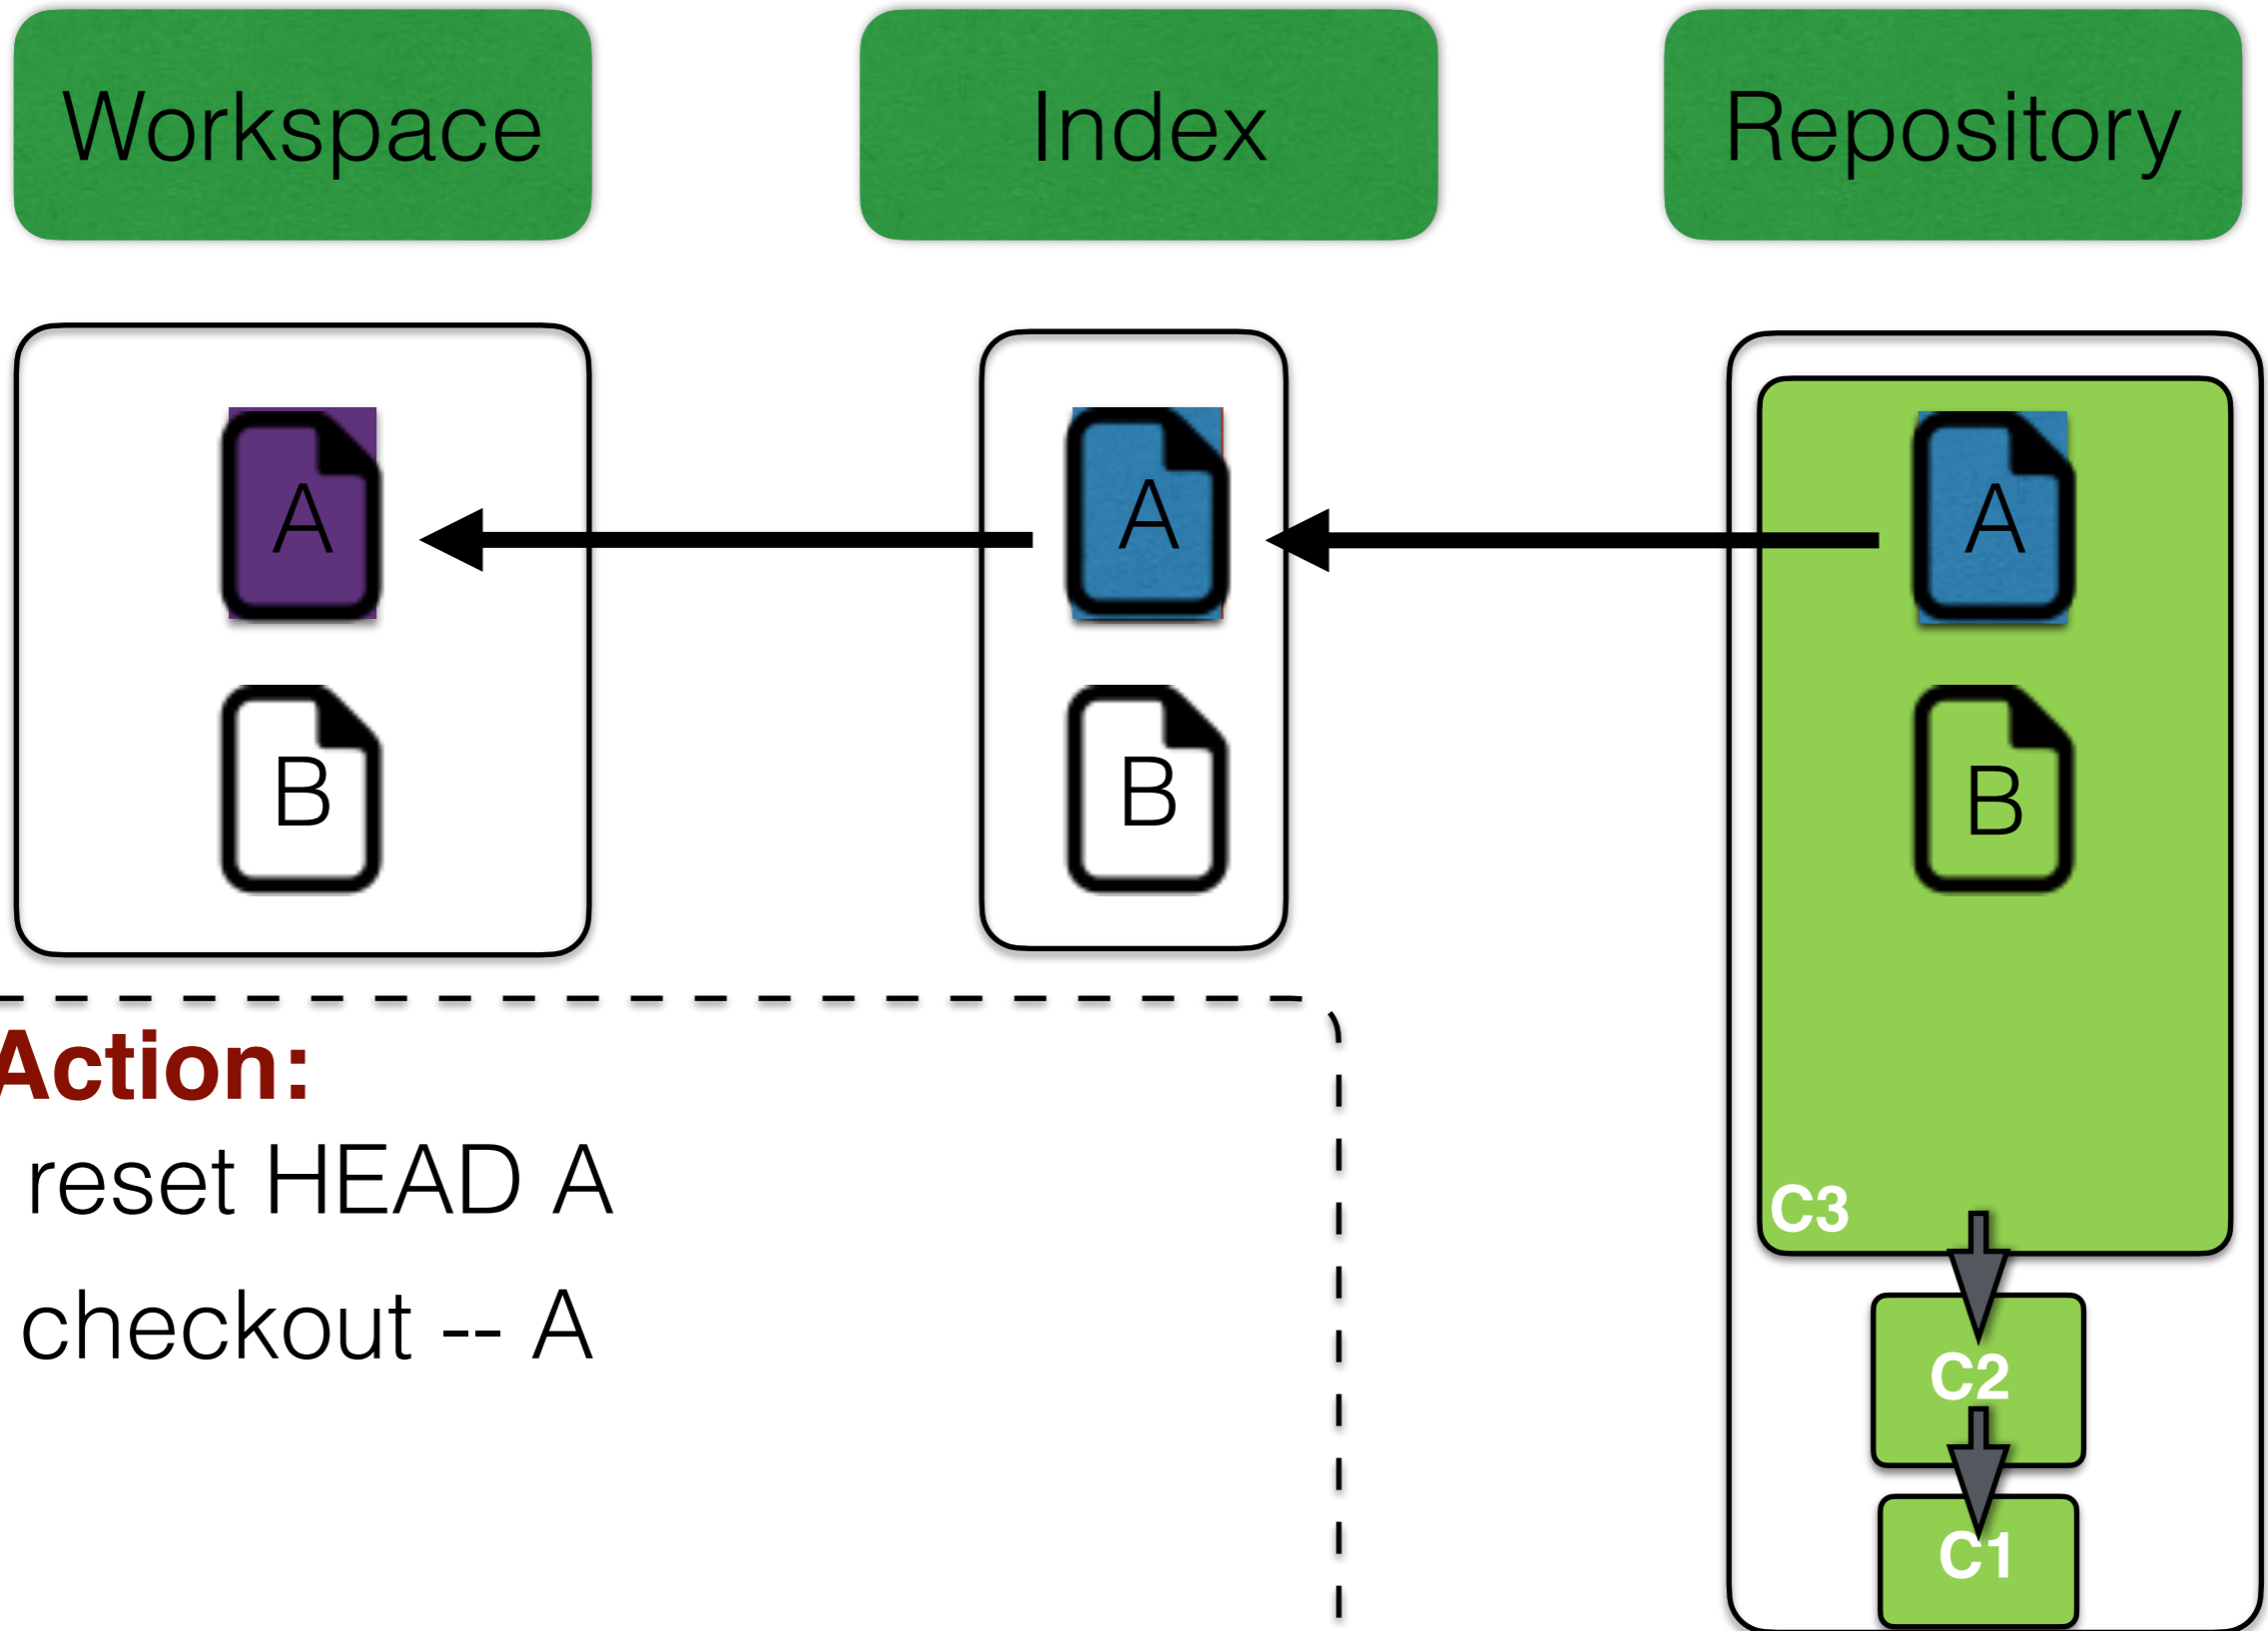 Workspace Index Repository
A A A
B B B
Action:
reset HEAD A
checkout -- A
C3
C2
C1